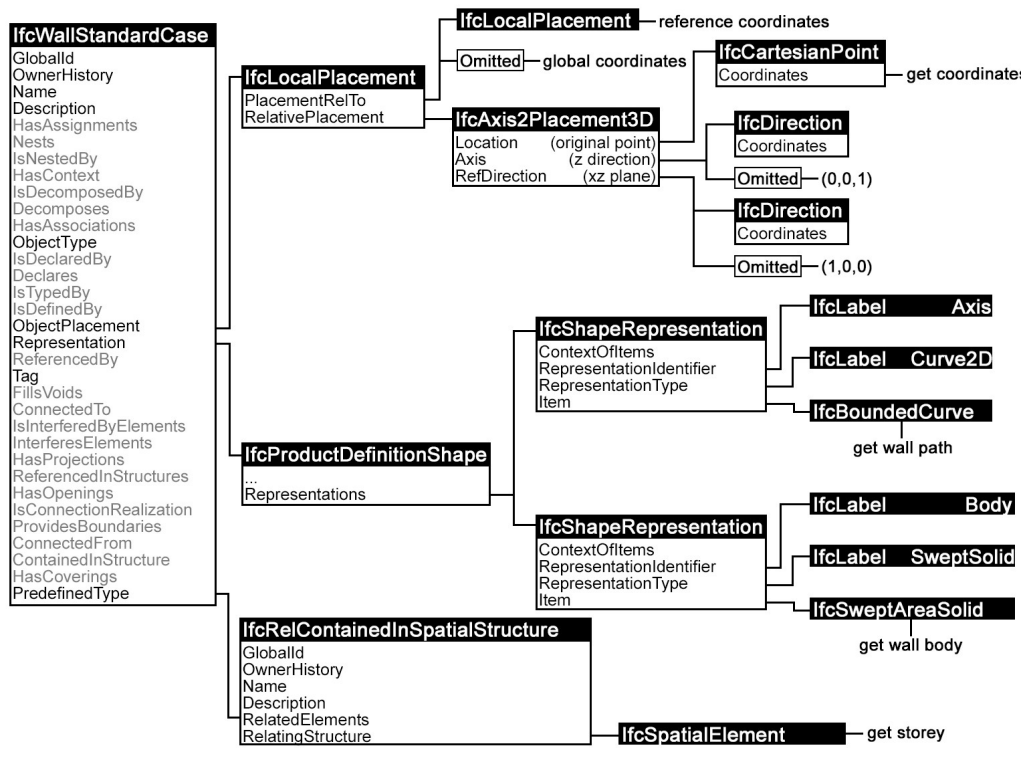 IfcWallStandardCase
GlobalId
OwnerHistory
Name
Description
HasAssignments
Nests
IsNestedBy
HasContext
IsDecomposedBy
Decomposes
HasAssociations
ObjectType
IsDeclaredBy
Declares
IsTypedBy
IsDefinedBy
ObjectPlacement
Representation
ReferencedBy
Tag
FillsVoids
ConnectedTo
IsInterferedByElements
InterferesElements
HasProjections
ReferencedInStructures
HasOpenings
IsConnectionRealization
ProvidesBoundaries
ConnectedFrom
ContainedInStructure
HasCoverings
PredefinedType
IfcLocalPlacement
PlacementRelTo
RelativePlacement
IfcLocalPlacement reference coordinates
Omitted global coordinates
IfcAxis2Placement3D
Location (original point)
Axis (z direction)
RefDirection (xz plane)
IfcCartesianPoint
Coordinates get coordinates
IfcDirection
Coordinates
Omitted (0,0,1)
IfcDirection
Coordinates
Omitted (1,0,0)
IfcProductDefinitionShape
...
Representations
IfcShapeRepresentation
ContextOfItems
RepresentationIdentifier
RepresentationType
Item
IfcLabel Axis
IfcLabel Curve2D
IfcBoundedCurve
get wall path
IfcShapeRepresentation
ContextOfItems
RepresentationIdentifier
RepresentationType
Item
IfcLabel Body
IfcLabel SweptSolid
IfcSweptAreaSolid
get wall body
IfcRelContainedInSpatialStructure
GlobalId
OwnerHistory
Name
Description
RelatedElements
RelatingStructure
IfcSpatialElement get storey